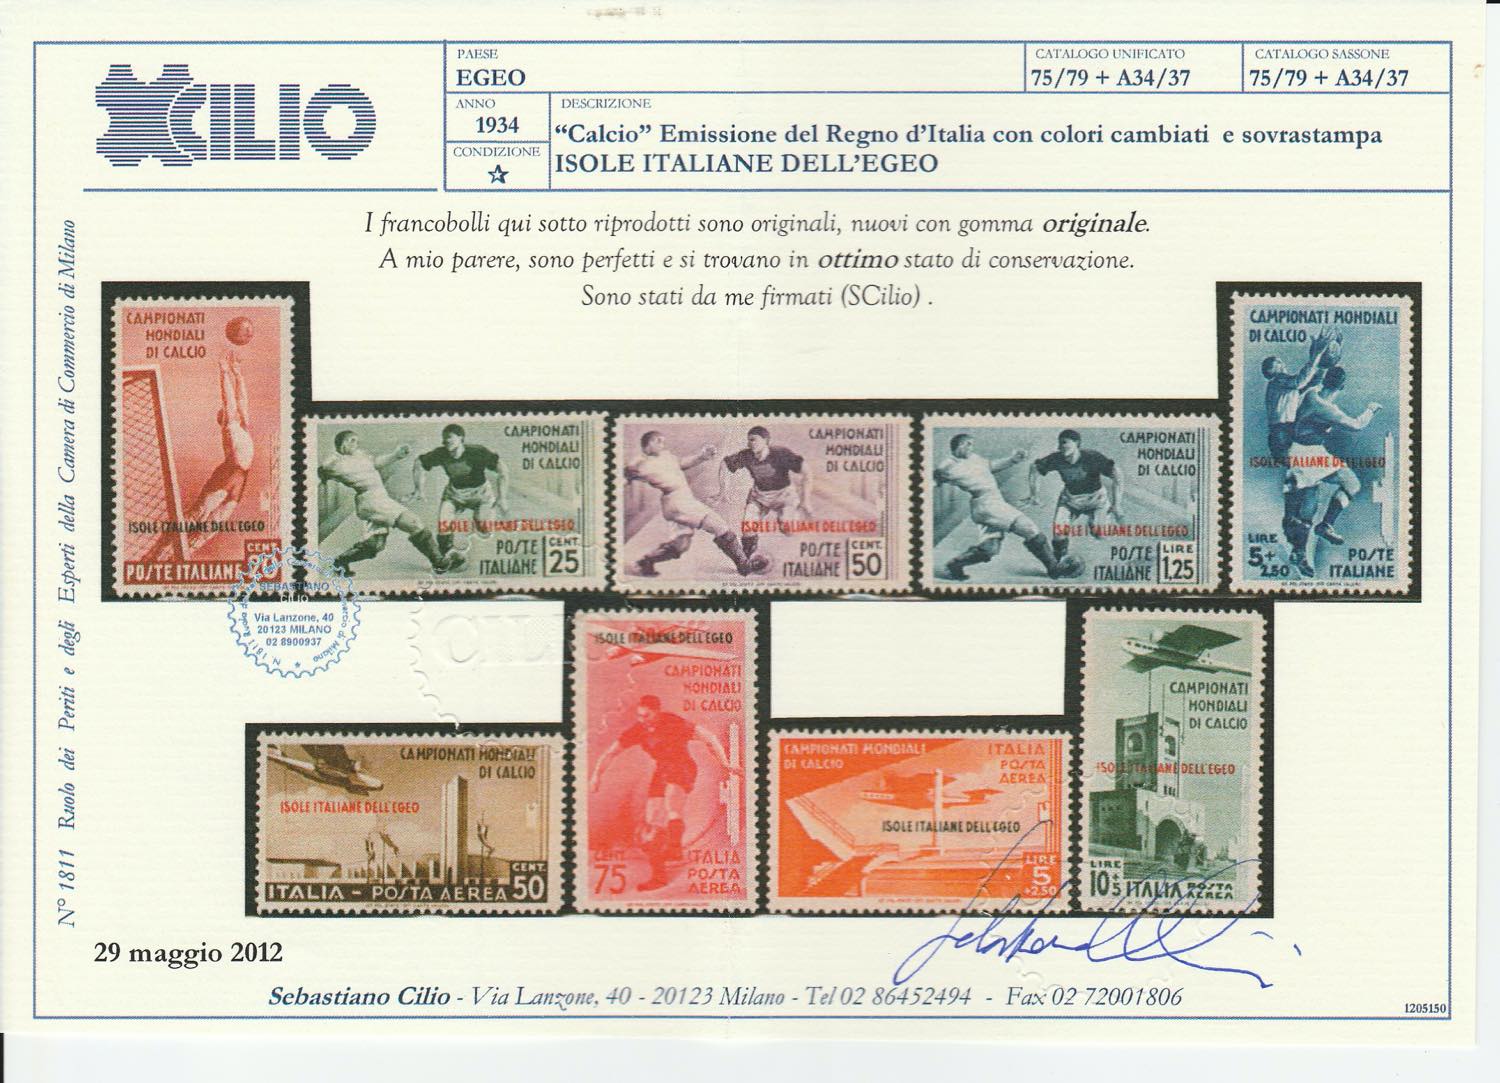 CILIO
PAESE
EGEO
CATALOGO UNIFICATO
75/79 + A34/37
CATALOGO SASSONE
75/79 + A34/37
ANNO
1934
CONDIZIONE
DESCRIZIONE
“Calcio” Emissione del Regno d’Italia con colori cambiati e sovrastampa
ISOLE ITALIANE DELL’EGEO
I francobolli qui sotto riprodotti sono originali, nuovi con gomma originale.
A mio parere, sono perfetti e si trovano in ottimo stato di conservazione.
Sono stati da me firmati (SCilio) .
N° 1811 Ruolo dei Periti e degli Esperti della Camera di Commercio di Milano
CAMPIONATI
MONDIALI
DI CALCIO
ISOLE ITALIANE DELL'EGEO
CENT.
POSTE ITALIANE
CAMPIONATI
MONDIALI
DI CALCIO
ISOLE ITALIANE DELL'EGEO
POSTE
ITALIANE
CENT.
25
CAMPIONATI
MONDIALI
DI CALCIO
ISOLE ITALIANE DELL'EGEO
POSTE
ITALIANE
CENT.
50
CAMPIONATI
MONDIALI
DI CALCIO
ISOLE ITALIANE DELL'EGEO
POSTE
ITALIANE
LIRE
1,25
CAMPIONATI MONDIALI
DI CALCIO
ISOLE ITALIANE DELL'EGEO
LIRE
5+
2.50
POSTE
ITALIANE
SEBASTIANO
CILIO
Via Lanzone, 40
20123 MILANO
02 8900937
CILIO
CAMPIONATI MONDIALI
DI CALCIO
ISOLE ITALIANE DELL'EGEO
ITALIA - POSTA AEREA
CENT.
50
ISOLE ITALIANE DELL'EGEO
CAMPIONATI
MONDIALI
DI CALCIO
CENT.
75
ITALIA
POSTA
AEREA
CAMPIONATI MONDIALI
DI CALCIO
ITALIA
POSTA
AEREA
ISOLE ITALIANE DELL'EGEO
LIRE
5
+2.50
CAMPIONATI
MONDIALI
DI CALCIO
ISOLE ITALIANE DELL'EGEO
LIRE
10+5
ITALIA POSTA
AEREA
29 maggio 2012
Sebastiano Cilio - Via Lanzone, 40 - 20123 Milano - Tel 02 86452494 - Fax 02 72001806
1205150